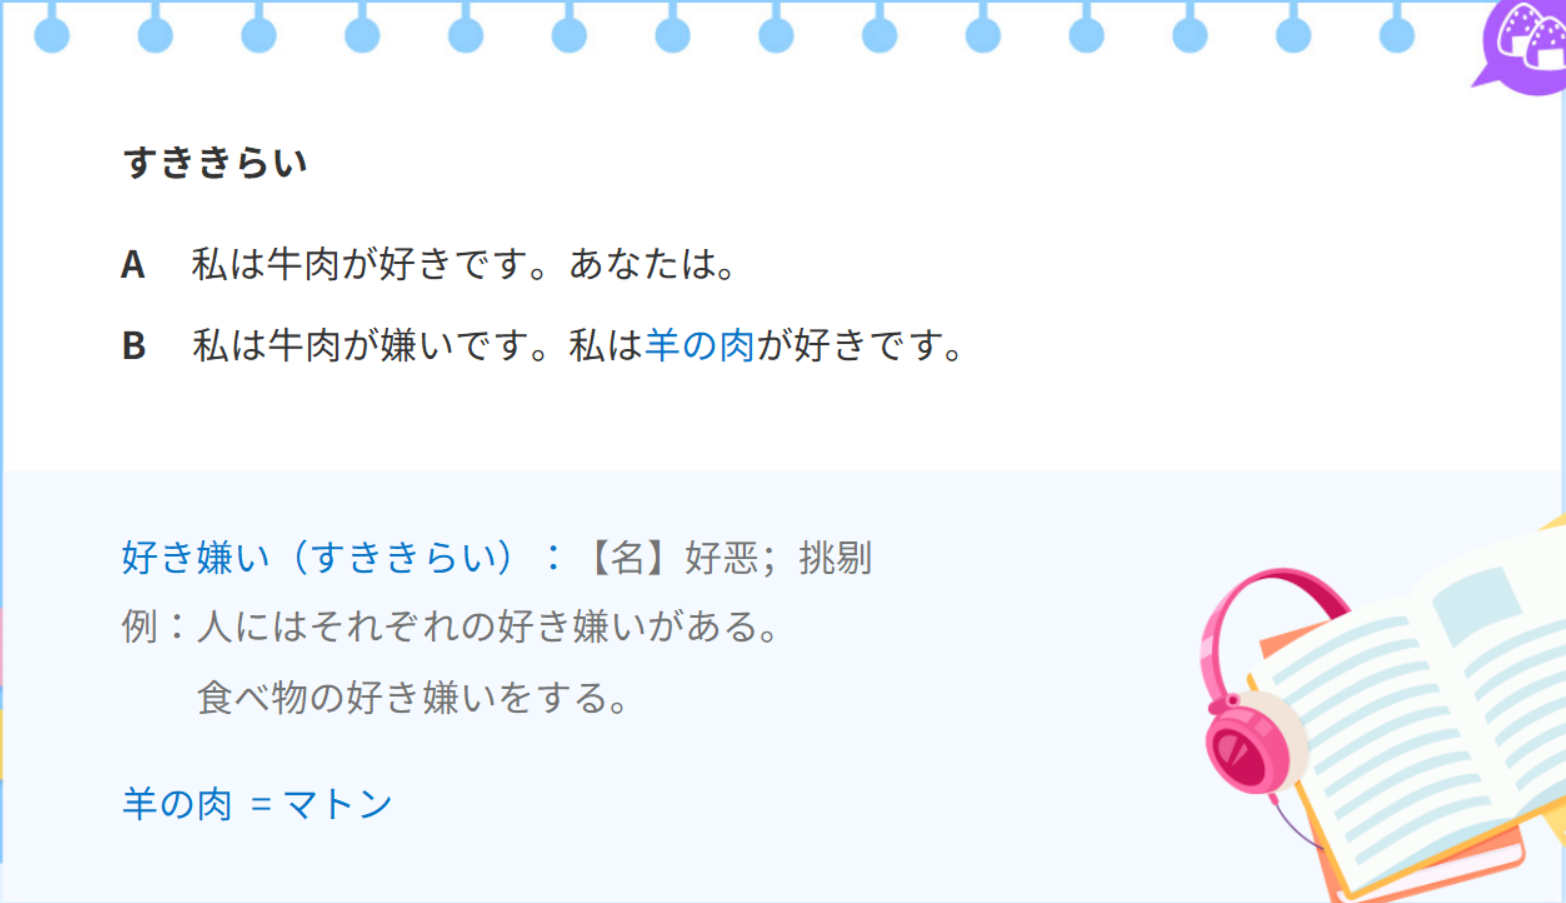 すききらい
A 私は牛肉が好きです。あなたは。
B 私は牛肉が嫌いです。私は羊の肉が好きです。
好き嫌い（すききらい）：【名】好恶；挑剔
例：人にはそれぞれの好き嫌いがある。
食べ物の好き嫌いをする。
羊の肉 = マトン